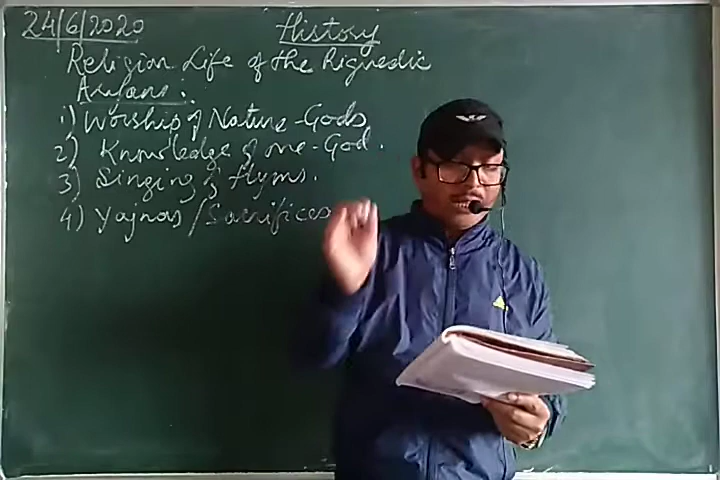 24/6/2020
History
Religion Life of the Rigvedic
Aryans:
1) Worship of Nature-Gods
2) Knowledge of one-God.
3) Singing of Hyms.
4) Yajnas/Sacrifices